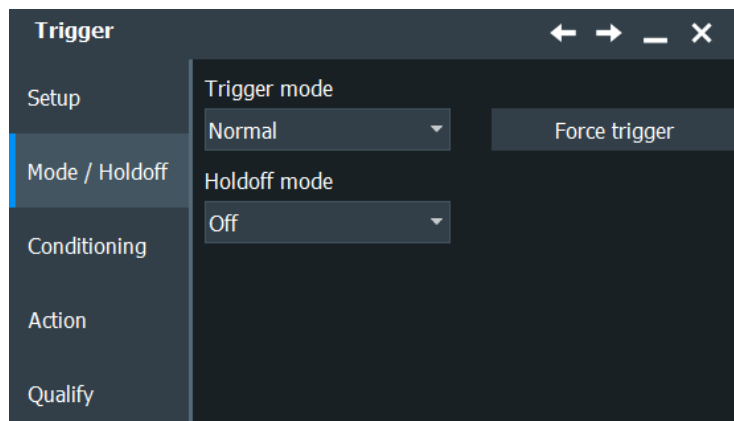 Trigger
Setup
Mode / Holdoff
Conditioning
Action
Qualify
Trigger mode
Normal
Force trigger
Holdoff mode
Off